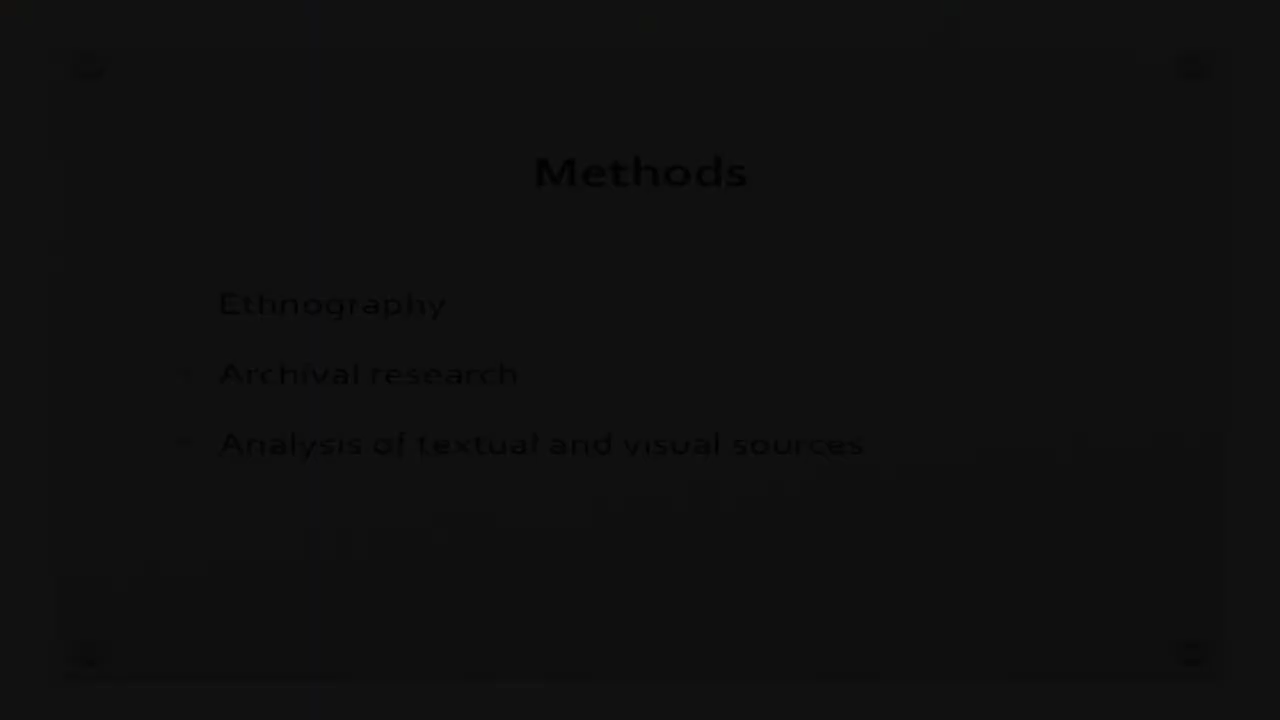 Methods
Ethnography
Archival research
Analysis of textual and visual sources